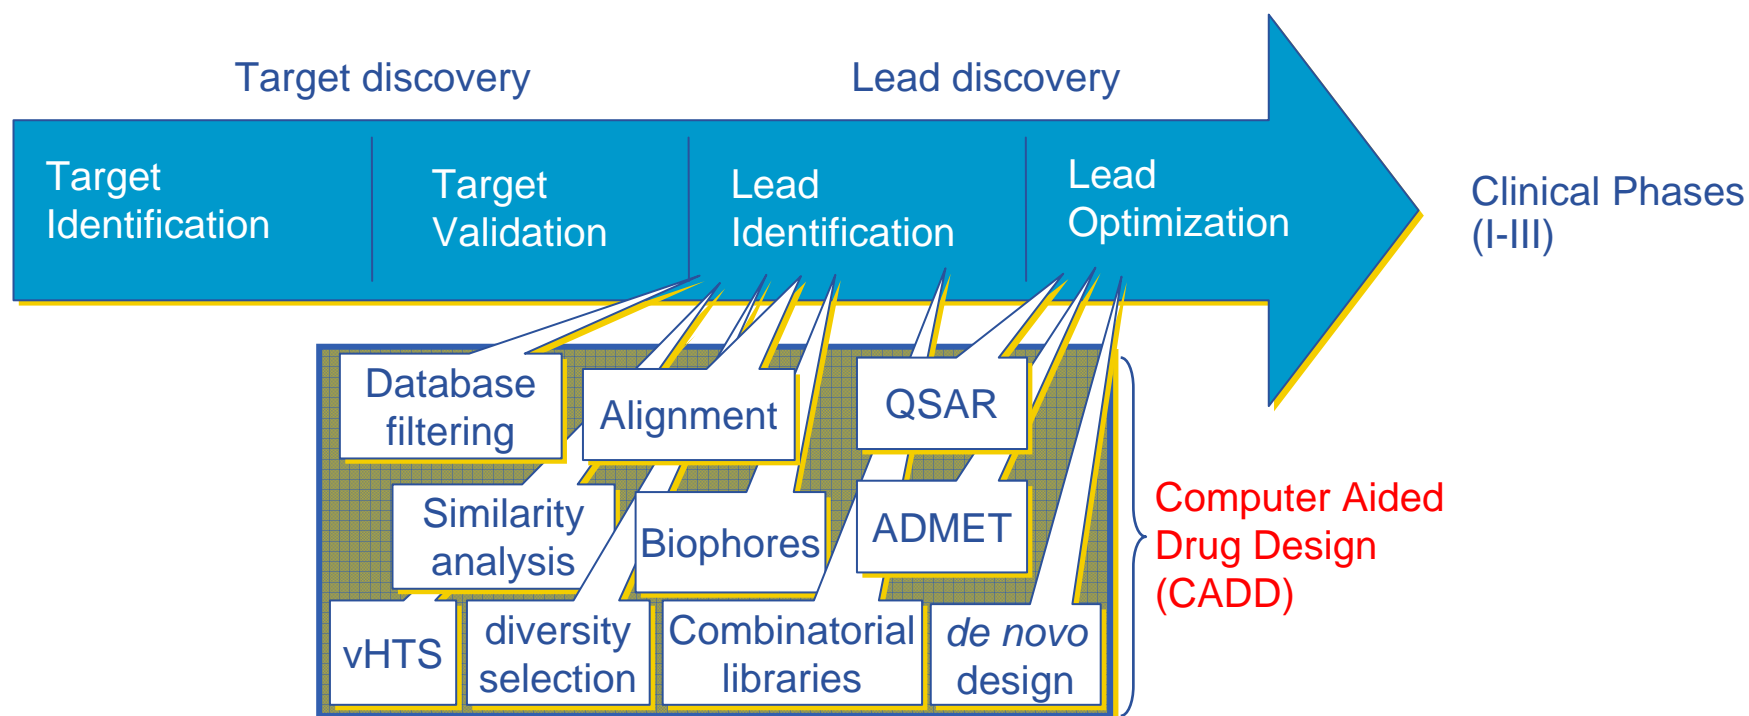 Target discovery
Lead discovery
Target
Identification
Target
Validation
Lead
Identification
Lead
Optimization
Clinical Phases
(I-III)
Database
filtering
Alignment
QSAR
Similarity
analysis
Biophores
ADMET
vHTS
diversity
selection
Combinatorial
libraries
de novo
design
Computer Aided
Drug Design
(CADD)